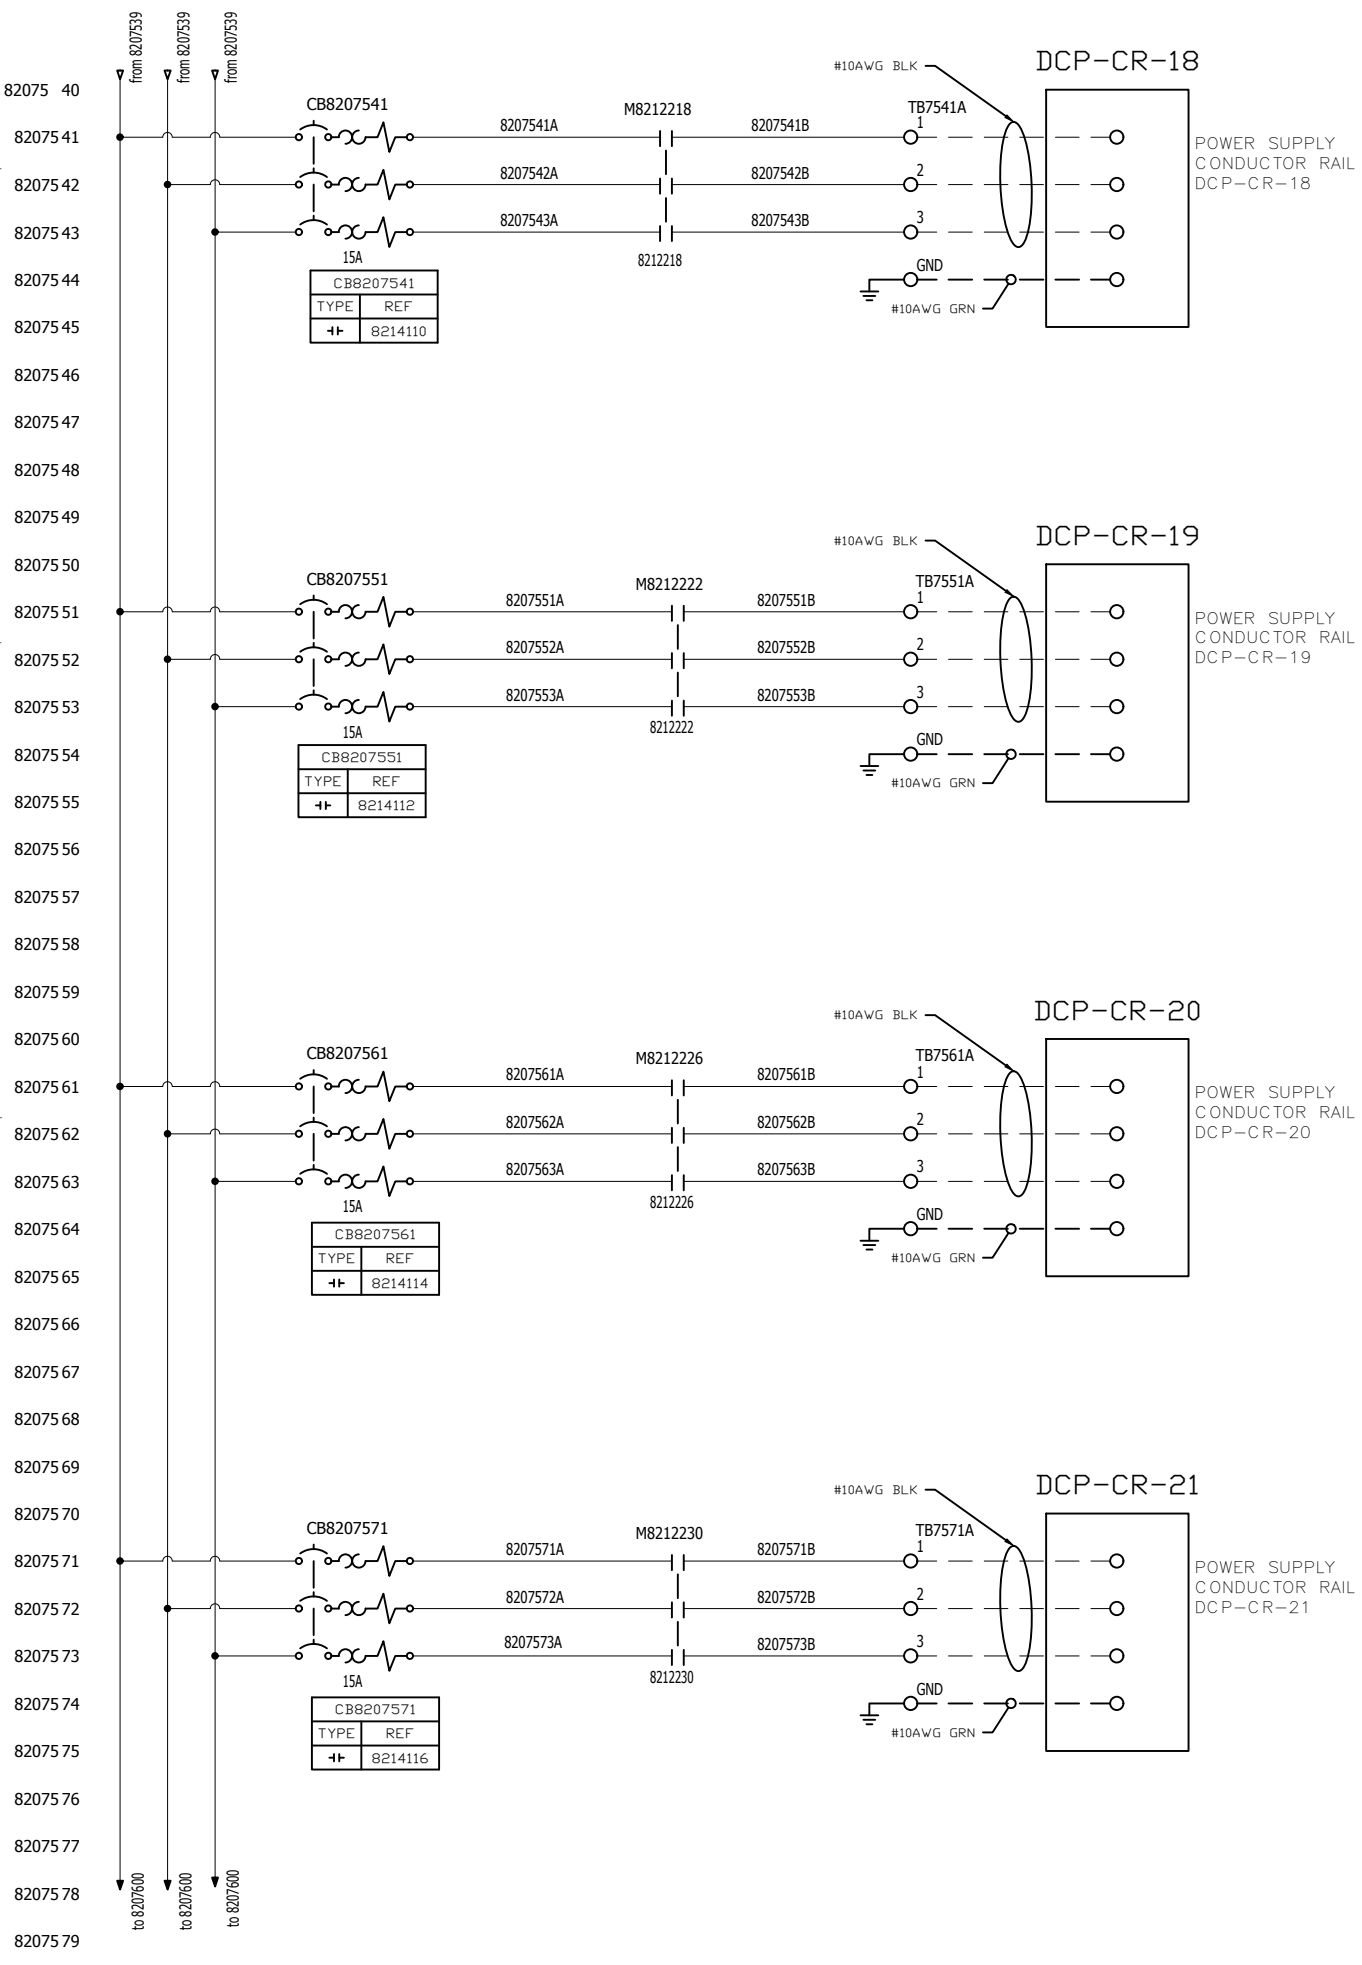 from 8207539
from 8207539
from 8207539
82075 40
8207541
8207542
8207543
8207544
8207545
8207546
8207547
8207548
8207549
8207550
8207551
8207552
8207553
8207554
8207555
8207556
8207557
8207558
8207559
8207560
8207561
8207562
8207563
8207564
8207565
8207566
8207567
8207568
8207569
8207570
8207571
8207572
8207573
8207574
8207575
8207576
8207577
8207578
8207579
DCP-CR-18
#10AWG BLK
CB8207541
M8212218
TB7541A
8207541A
8207541B
1
8207542A
8207542B
2
8207543A
8207543B
3
15A
8212218
GND
#10AWG GRN
POWER SUPPLY
CONDUCTOR RAIL
DCP-CR-18
CB8207541
TYPE REF
8214110
DCP-CR-19
#10AWG BLK
CB8207551
M8212222
TB7551A
8207551A
8207551B
1
8207552A
8207552B
2
8207553A
8207553B
3
15A
8212222
GND
#10AWG GRN
POWER SUPPLY
CONDUCTOR RAIL
DCP-CR-19
CB8207551
TYPE REF
8214112
DCP-CR-20
#10AWG BLK
CB8207561
M8212226
TB7561A
8207561A
8207561B
1
8207562A
8207562B
2
8207563A
8207563B
3
15A
8212226
GND
#10AWG GRN
POWER SUPPLY
CONDUCTOR RAIL
DCP-CR-20
CB8207561
TYPE REF
8214114
DCP-CR-21
#10AWG BLK
CB8207571
M8212230
TB7571A
8207571A
8207571B
1
8207572A
8207572B
2
8207573A
8207573B
3
15A
8212230
GND
#10AWG GRN
POWER SUPPLY
CONDUCTOR RAIL
DCP-CR-21
CB8207571
TYPE REF
8214116
to 8207600
to 8207600
to 8207600